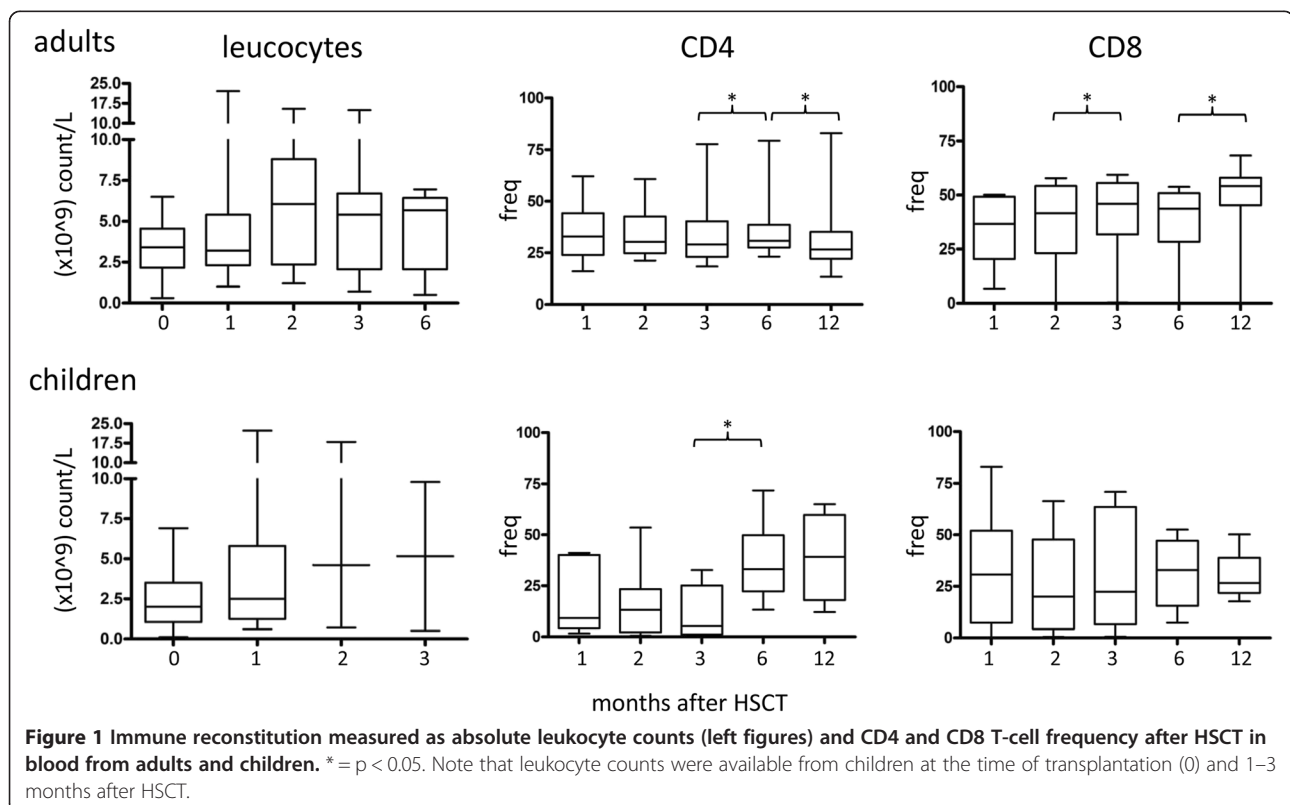 adults
leucocytes
CD4
CD8
(x10^9) count/L
25.0
17.5
10.0
10.0
7.5
5.0
2.5
0.0
0 1 2 3 6
freq
100
75
50
25
0
* *
1 2 3 6 12
freq
100
75
50
25
0
* *
1 2 3 6 12
children
(x10^9) count/L
25.0
17.5
10.0
10.0
7.5
5.0
2.5
0.0
0 1 2 3
freq
100
75
50
25
0
*
1 2 3 6 12
freq
100
75
50
25
0
1 2 3 6 12
months after HSCT
Figure 1 Immune reconstitution measured as absolute leukocyte counts (left figures) and CD4 and CD8 T-cell frequency after HSCT in
blood from adults and children. * = p < 0.05. Note that leukocyte counts were available from children at the time of transplantation (0) and 1–3
months after HSCT.